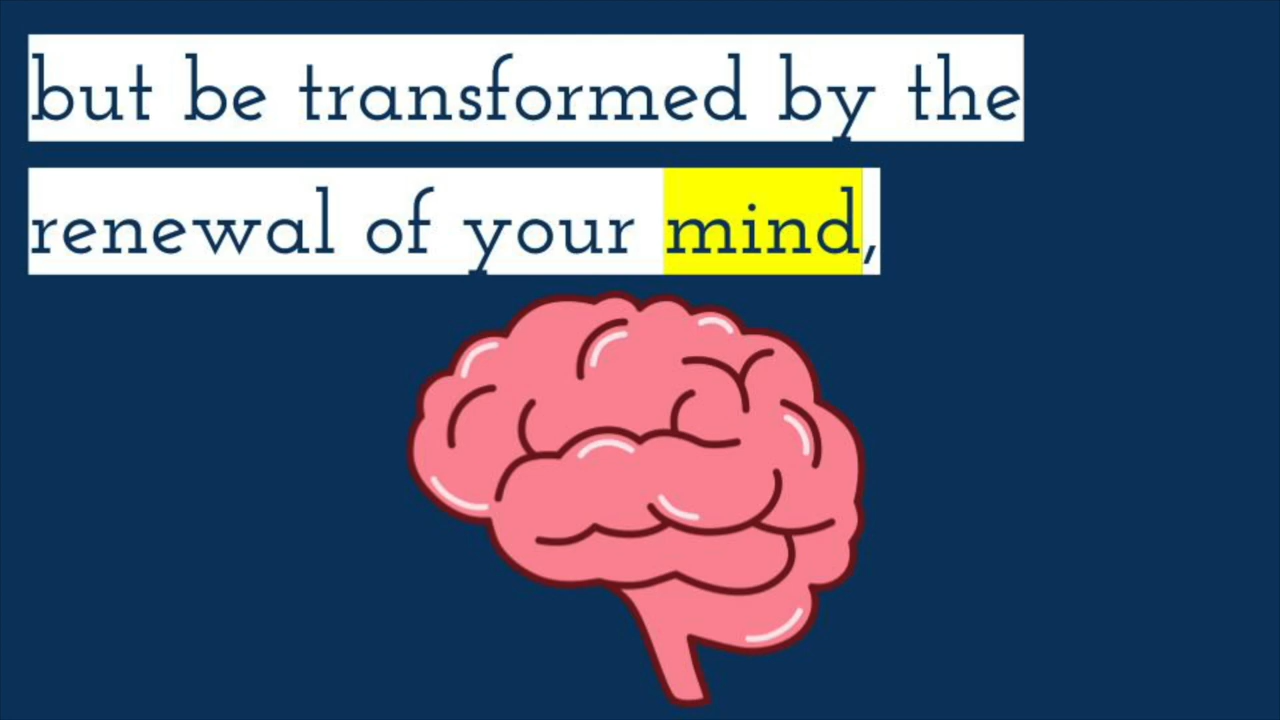 but be transformed by the
renewal of your mind,